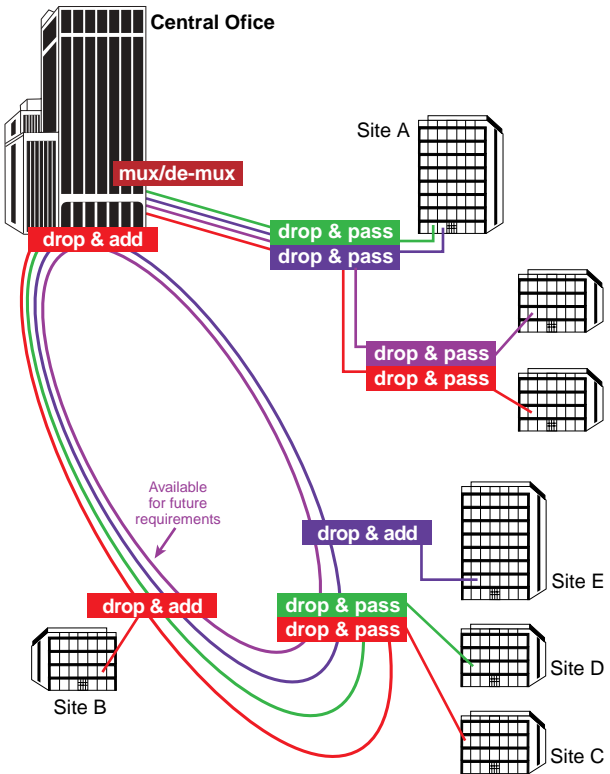 Central Ofice
Site A
mux/de-mux
drop & pass
drop & add
drop & pass
drop & pass
drop & pass
Available
for future
requirements
drop & add
Site E
drop & add
drop & pass
drop & pass
Site D
Site B
Site C